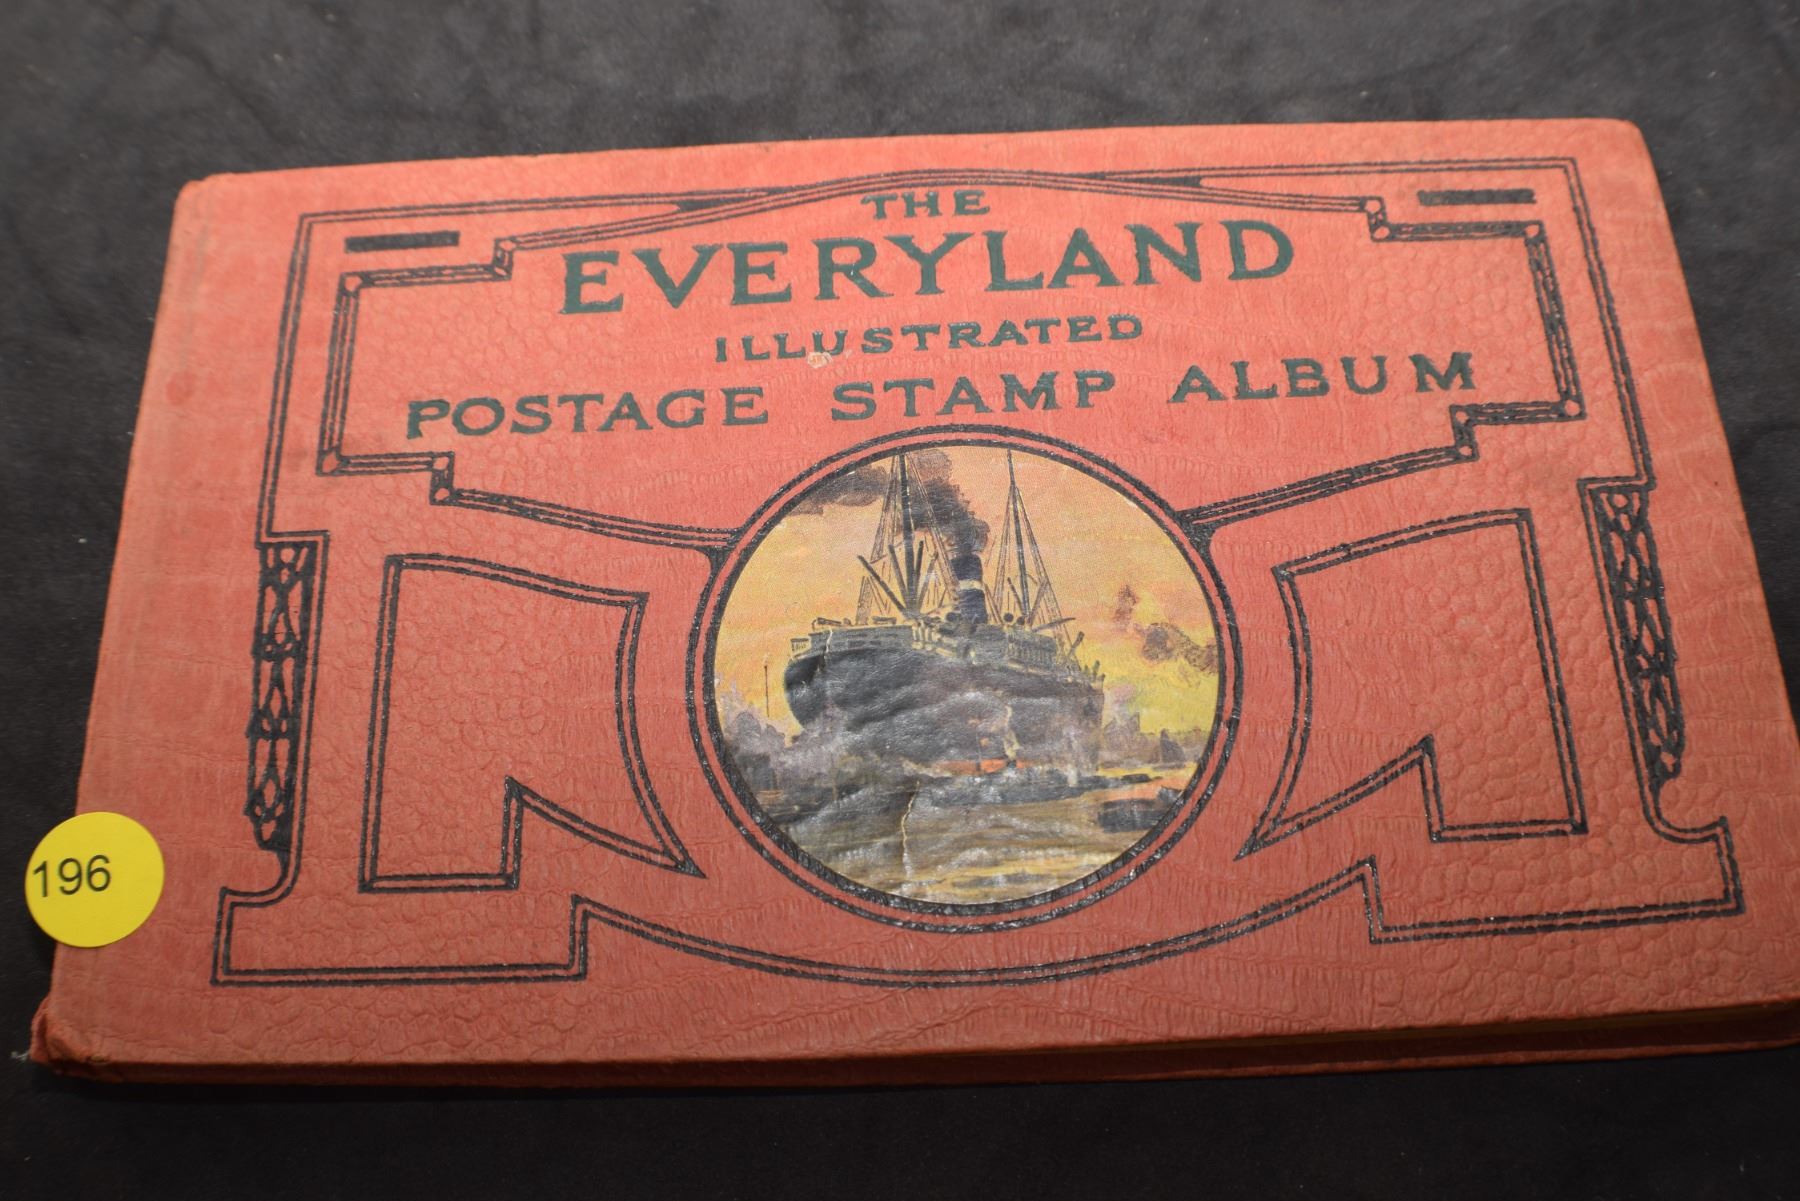 THE
EVERYLAND
ILLUSTRATED
POSTAGE STAMP ALBUM
196